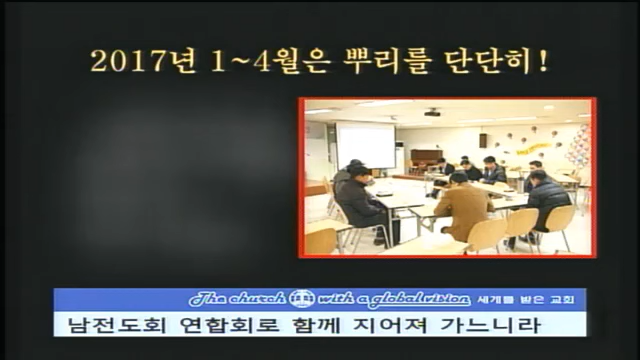 2017년 1~4월은 뿌리를 단단히!
The church with a global vision 세계를 받은 교회
남전도회 연합회로 함께 지어져 가느니라